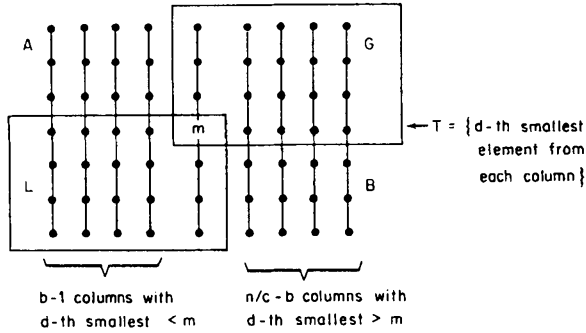 A
G
m
T = {d-th smallest
element from
each column}
L
B
b-1 columns with
d-th smallest < m
n/c-b columns with
d-th smallest > m